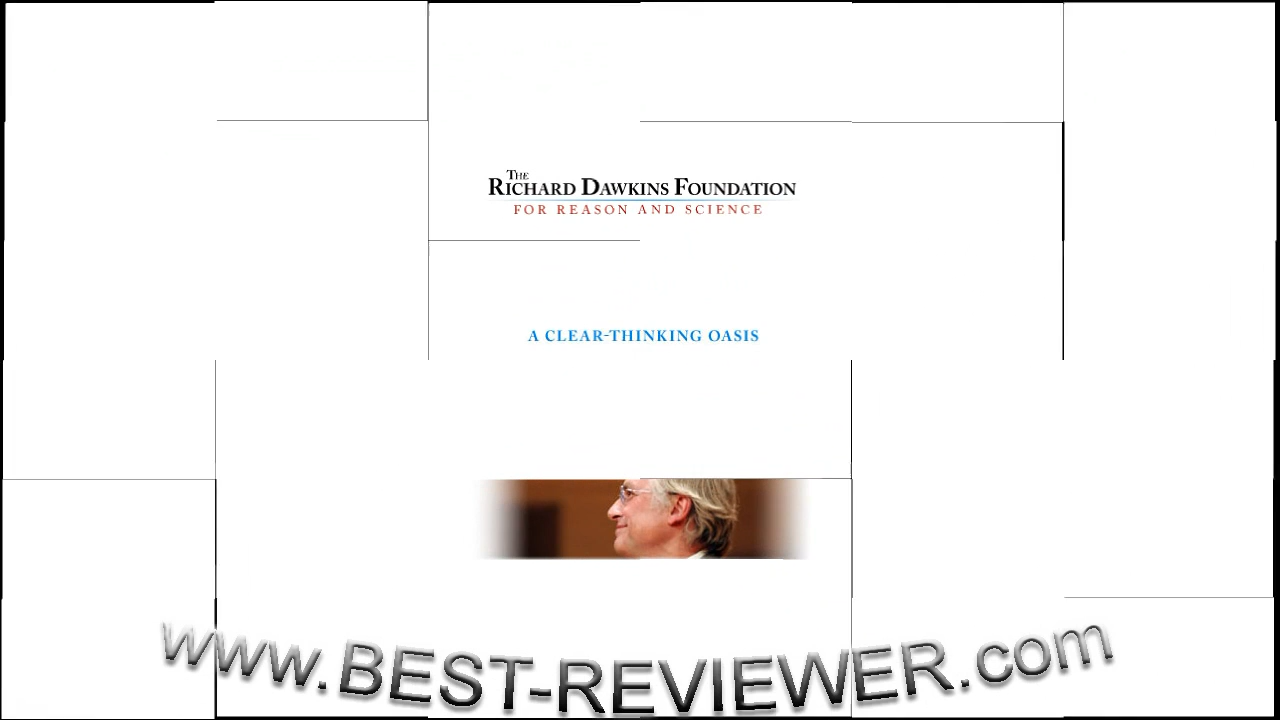 THE
RICHARD DAWKINS FOUNDATION
FOR REASON AND SCIENCE
A CLEAR-THINKING OASIS
www.BEST-REVIEWER.com